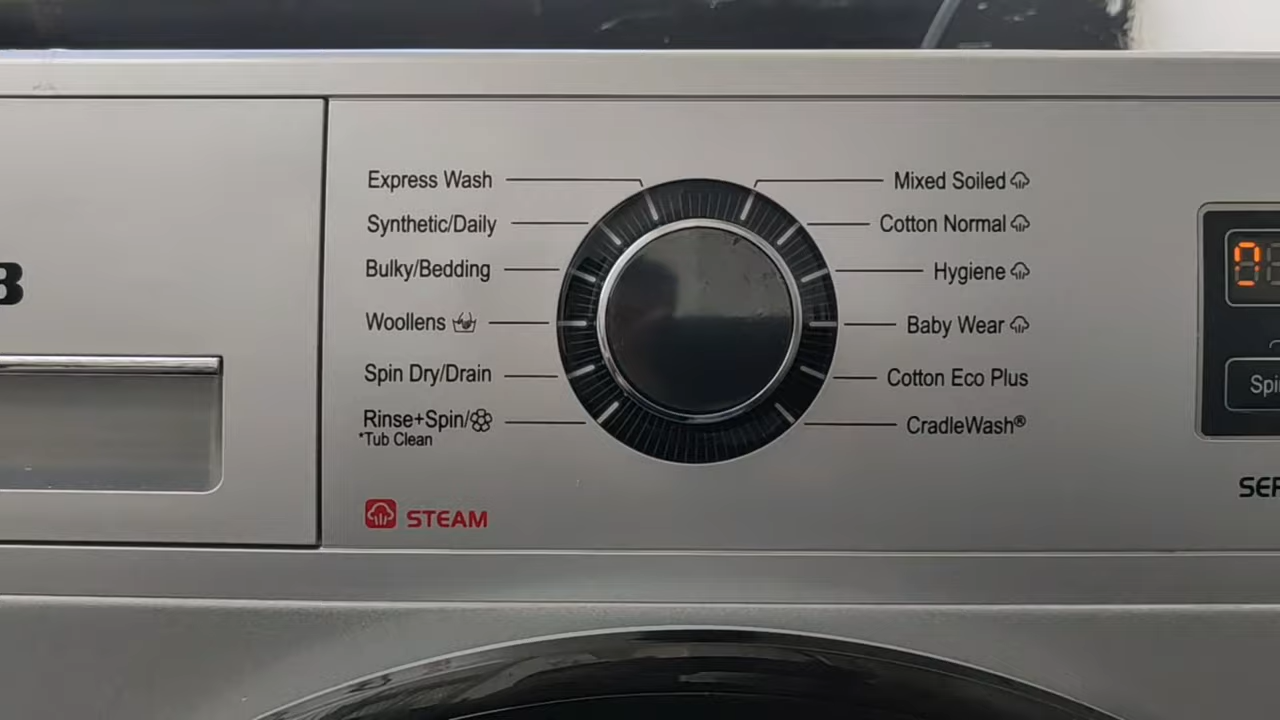 B
Express Wash
Synthetic/Daily
Bulky/Bedding
Woollens
Spin Dry/Drain
Rinse+Spin/
*Tub Clean
STEAM
Mixed Soiled
Cotton Normal
Hygiene
Baby Wear
Cotton Eco Plus
CradleWash®